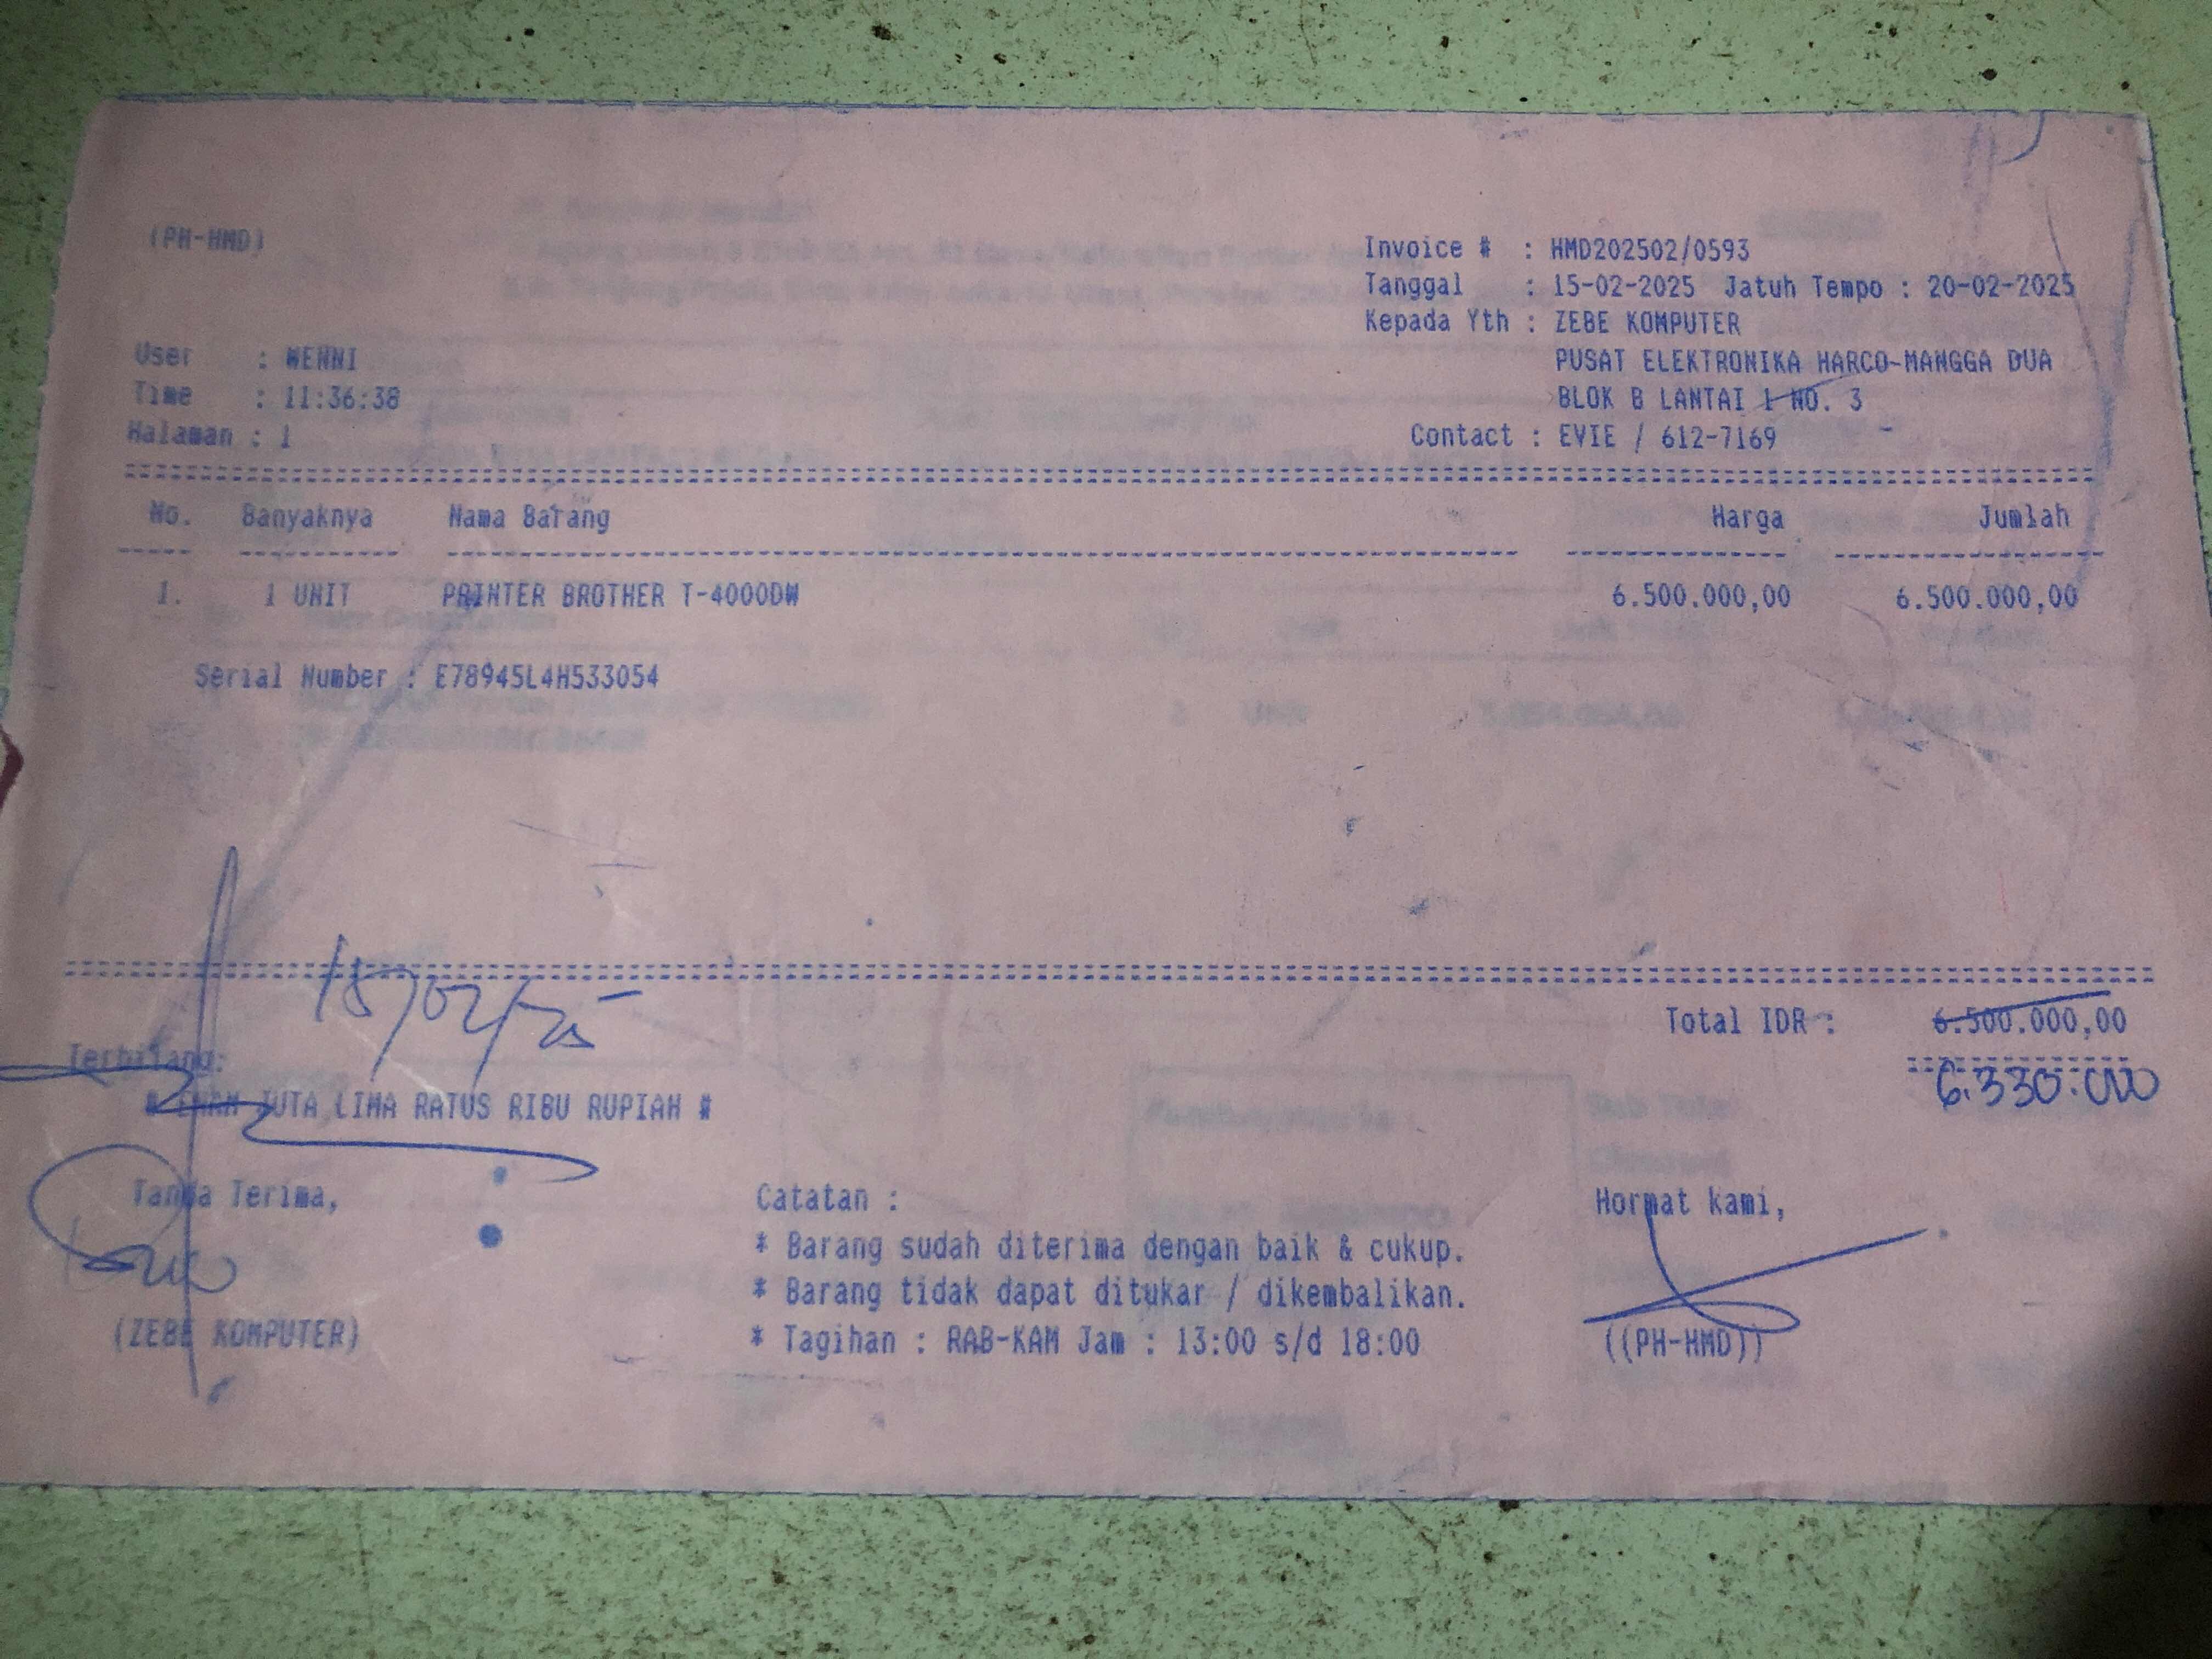 (PH-HMD)
Invoice # : HMD202502/0593
Tanggal : 15-02-2025 Jatuh Tempo : 20-02-2025
Kepada Yth : ZEBE KOMPUTER
User : WENNI
PUSAT ELEKTRONIKA HARCO-MANGGA DUA
Time : 11:36:38
BLOK B LANTAI 1 NO. 3
Halaman : 1
Contact : EVIE / 612-7169
No. Banyaknya Nama Barang Harga Jumlah
1. 1 UNIT PRINTER BROTHER T-4000DW 6.500.000,00 6.500.000,00
Serial Number : E78945L4H533054
15/02/25
Total IDR : 6.500.000,00
6.330.000
Terbilang:
# ENAM JUTA LIMA RATUS RIBU RUPIAH #
Tanda Terima,
(ZEBE KOMPUTER)
Catatan :
* Barang sudah diterima dengan baik & cukup.
* Barang tidak dapat ditukar / dikembalikan.
* Tagihan : RAB-KAM Jam : 13:00 s/d 18:00
Hormat kami,
((PH-HMD))